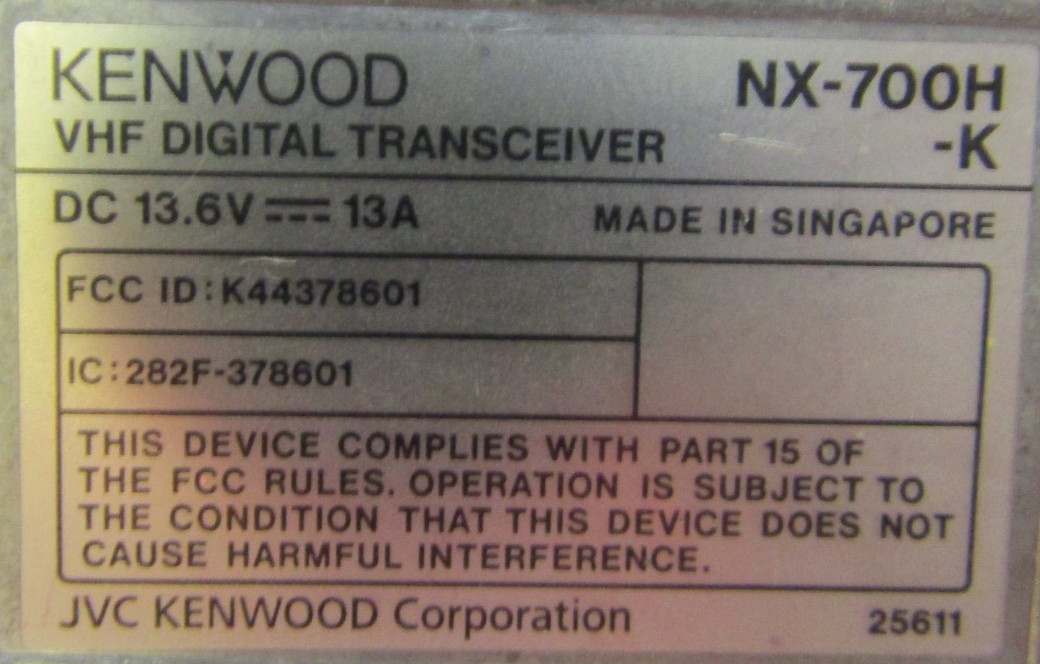 KENWOOD NX-700H
VHF DIGITAL TRANSCEIVER -K
DC 13.6V ⎓ 13A MADE IN SINGAPORE
FCC ID:K44378601
IC:282F-378601
THIS DEVICE COMPLIES WITH PART 15 OF
THE FCC RULES. OPERATION IS SUBJECT TO
THE CONDITION THAT THIS DEVICE DOES NOT
CAUSE HARMFUL INTERFERENCE.
JVC KENWOOD Corporation 25611